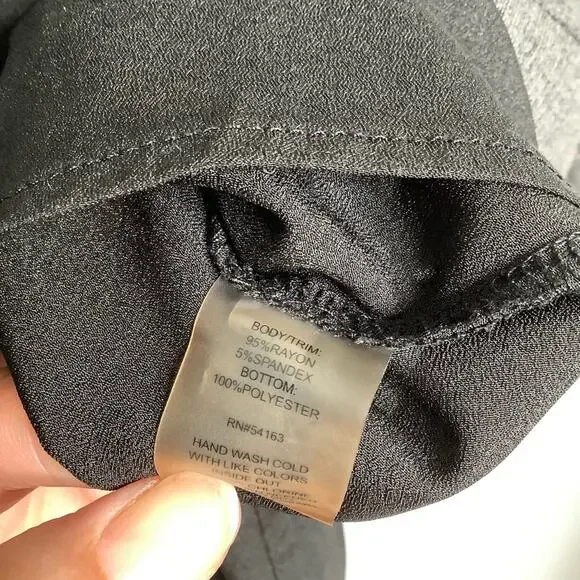 BODY/TRIM:
95%RAYON
5%SPANDEX
BOTTOM:
100%POLYESTER
RN#54163
HAND WASH COLD
WITH LIKE COLORS
INSIDE OUT
CHLORINE